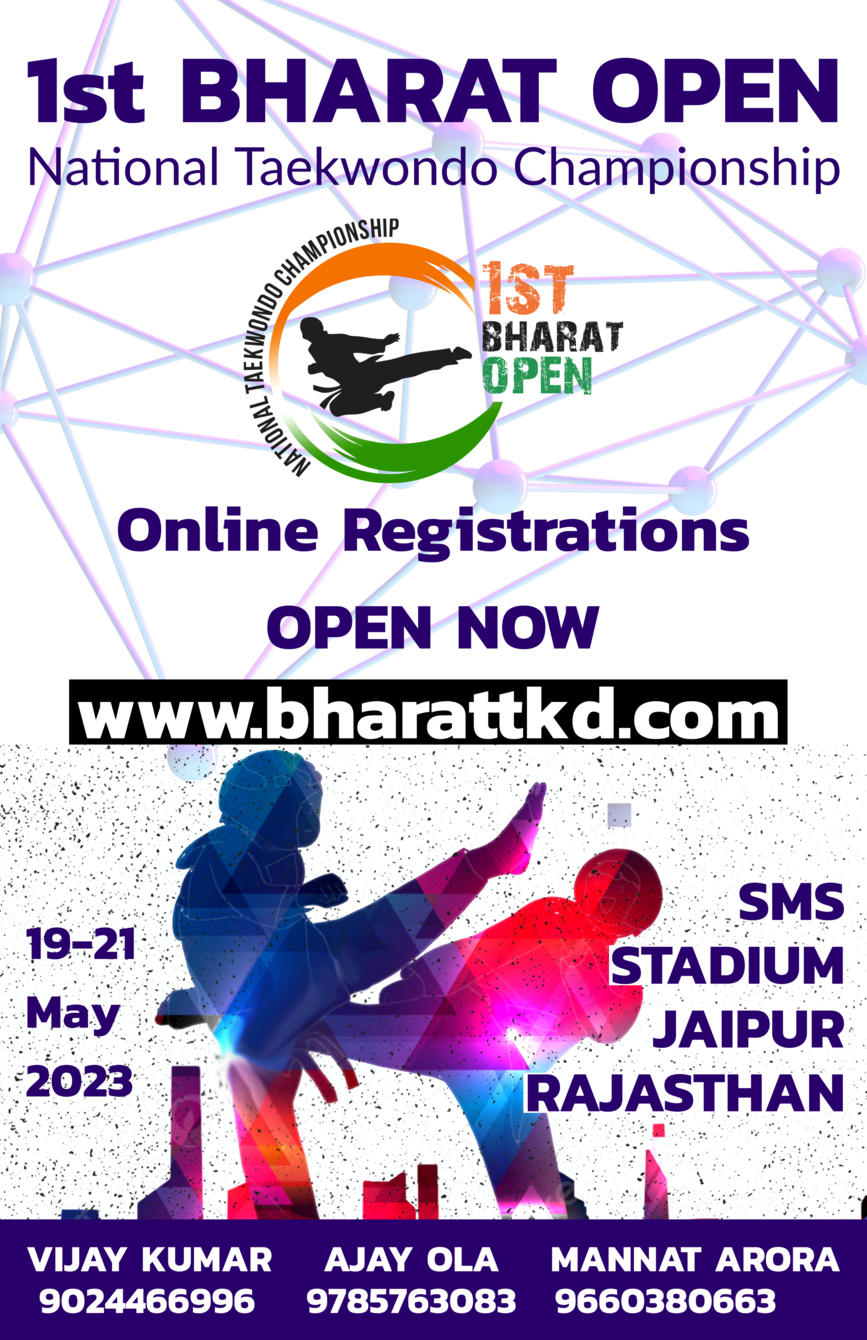 1st BHARAT OPEN
National Taekwondo Championship
NATIONAL TAEKWONDO CHAMPIONSHIP
1ST
BHARAT
OPEN
Online Registrations
OPEN NOW
www.bharattkd.com
19-21
May
2023
SMS
STADIUM
JAIPUR
RAJASTHAN
VIJAY KUMAR AJAY OLA MANNAT ARORA
9024466996 9785763083 9660380663